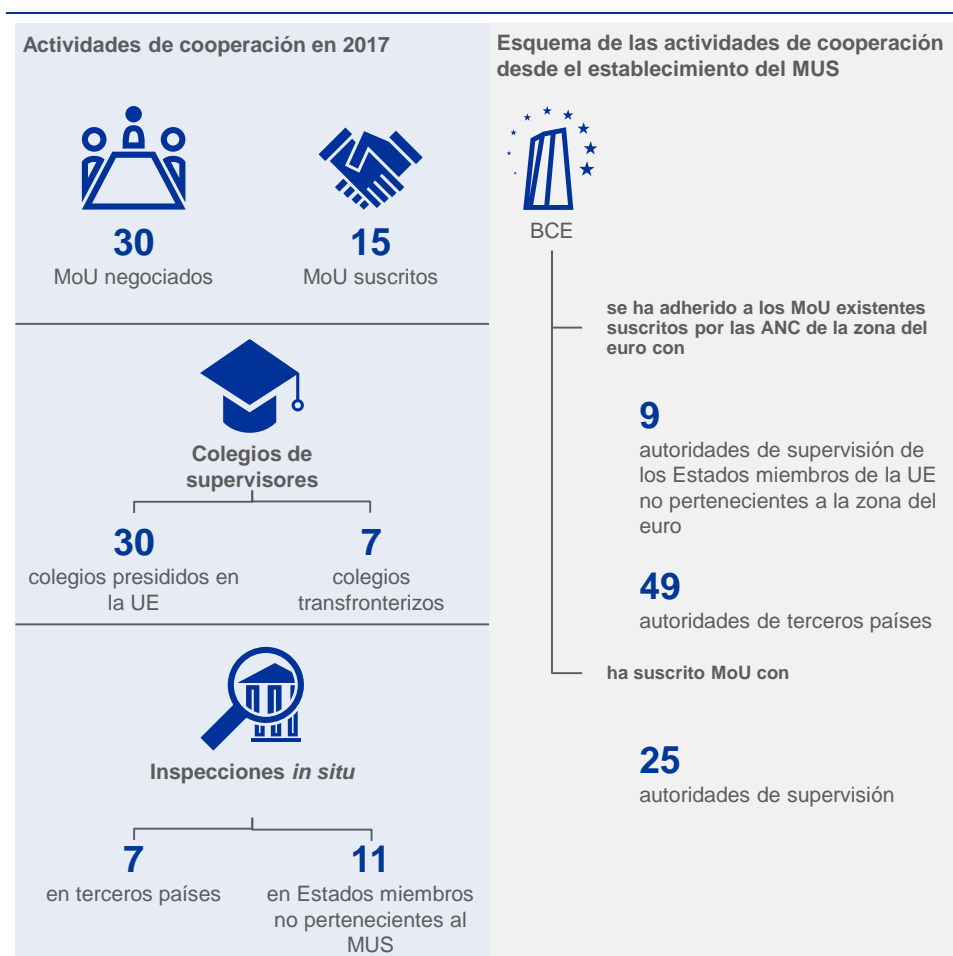 Actividades de cooperación en 2017
30
MoU negociados
15
MoU suscritos
Colegios de
supervisores
30
colegios presididos en
la UE
7
colegios
transfronterizos
Inspecciones in situ
7
en terceros países
11
en Estados miembros
no pertenecientes al
MUS
Esquema de las actividades de cooperación
desde el establecimiento del MUS
BCE
se ha adherido a los MoU existentes
suscritos por las ANC de la zona del
euro con
9
autoridades de supervisión de
los Estados miembros de la UE
no pertenecientes a la zona del
euro
49
autoridades de terceros países
ha suscrito MoU con
25
autoridades de supervisión